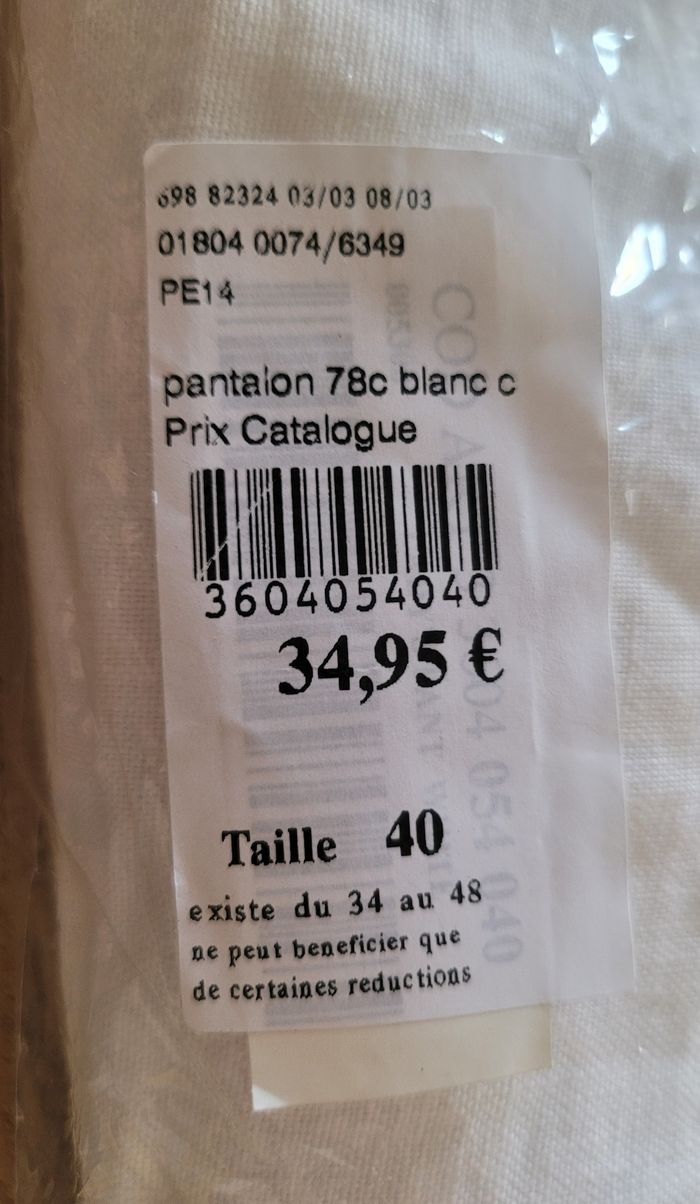 698 82324 03/03 08/03
01804 0074/6349
PE14
pantalon 78c blanc c
Prix Catalogue
3604054040
34,95 €
Taille 40
existe du 34 au 48
ne peut beneficier que
de certaines reductions